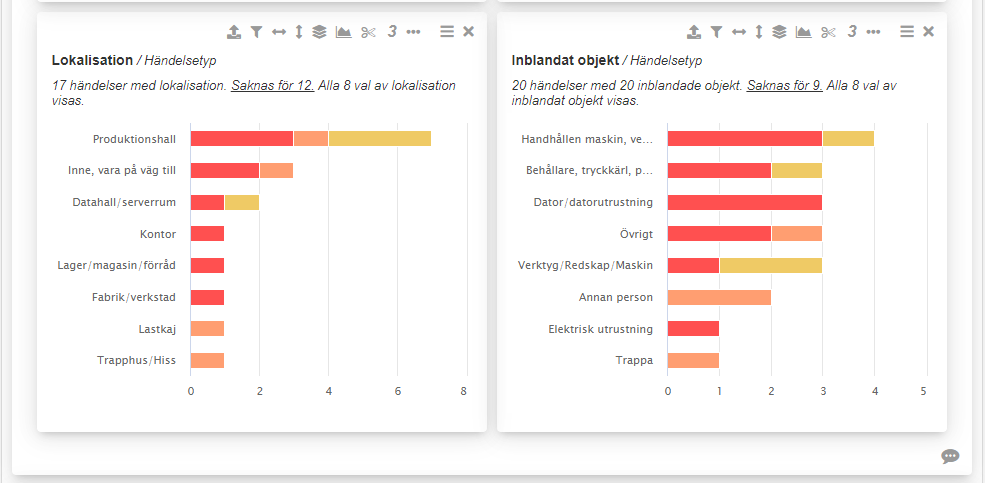 3
Lokalisation / Händelsetyp
17 händelser med lokalisation. Saknas för 12. Alla 8 val av lokalisation
visas.
Produktionshall
Inne, vara på väg till
Datahall/serverrum
Kontor
Lager/magasin/förråd
Fabrik/verkstad
Lastkaj
Trapphus/Hiss
0 2 4 6 8
3
Inblandat objekt / Händelsetyp
20 händelser med 20 inblandade objekt. Saknas för 9. Alla 8 val av
inblandat objekt visas.
Handhållen maskin, ve...
Behållare, tryckkärl, p...
Dator/datorutrustning
Övrigt
Verktyg/Redskap/Maskin
Annan person
Elektrisk utrustning
Trappa
0 1 2 3 4 5